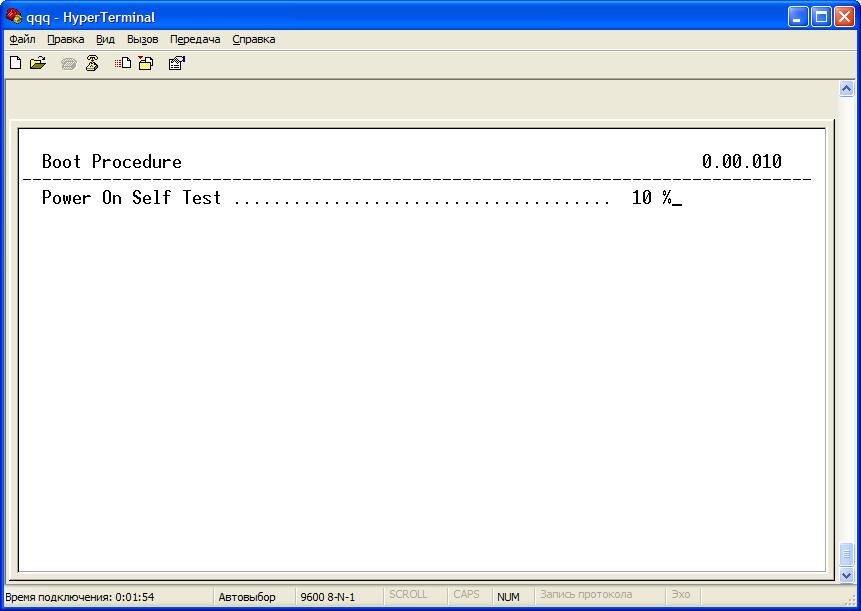 qqq - HyperTerminal
Файл Правка Вид Вызов Передача Справка
Boot Procedure 0.00.010
--------------------------------------------------------------------------------
Power On Self Test ...................................... 10 %_
Время подключения: 0:01:54 Автовыбор 9600 8-N-1 SCROLL CAPS NUM Запись протокола Эхо